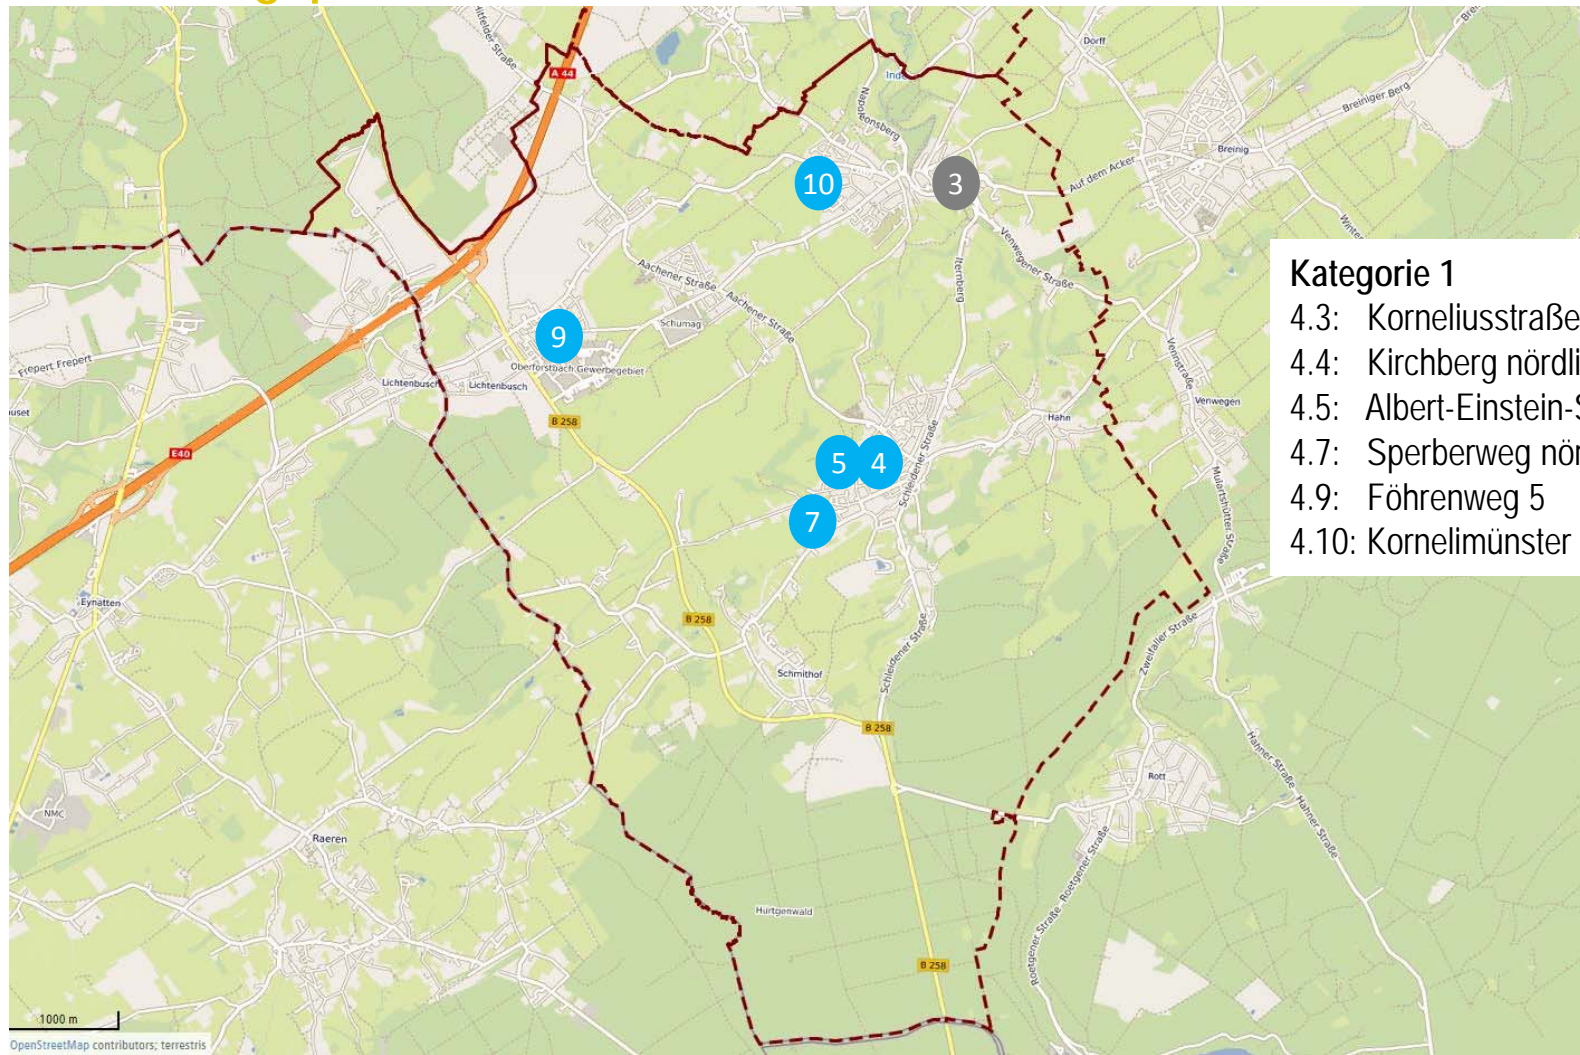 Hitfelder Straße
A 44
Dorff
Inde
Napoleonsberg
Breiniger Berg
Breinig
Auf dem Acker
10
3
Venwegener Straße
Iternberg
Aachener Straße
Aachener Straße
Schumag
9
Oberforstbach Gewerbegebiet
Frepert Frepert
Lichtenbusch
Lichtenbusch
B 258
E40
Hahn
Vennstraße
Venwegen
5
4
7
Schleidener Straße
Mulartshütter Straße
Kategorie 1
4.3: Korneliusstraße
4.4: Kirchberg nördli
4.5: Albert-Einstein-S
4.7: Sperberweg nör
4.9: Föhrenweg 5
4.10: Kornelimünster
Eynatten
B 258
Schmithof
Schleidener Straße
Zweifaller Straße
B 258
Rott
Hahner Straße
Hahner Straße
NMC
Raeren
Roetgener Straße
Roetgener Straße
Hürtgenwald
B 258
1000 m
OpenStreetMap contributors; terrestris